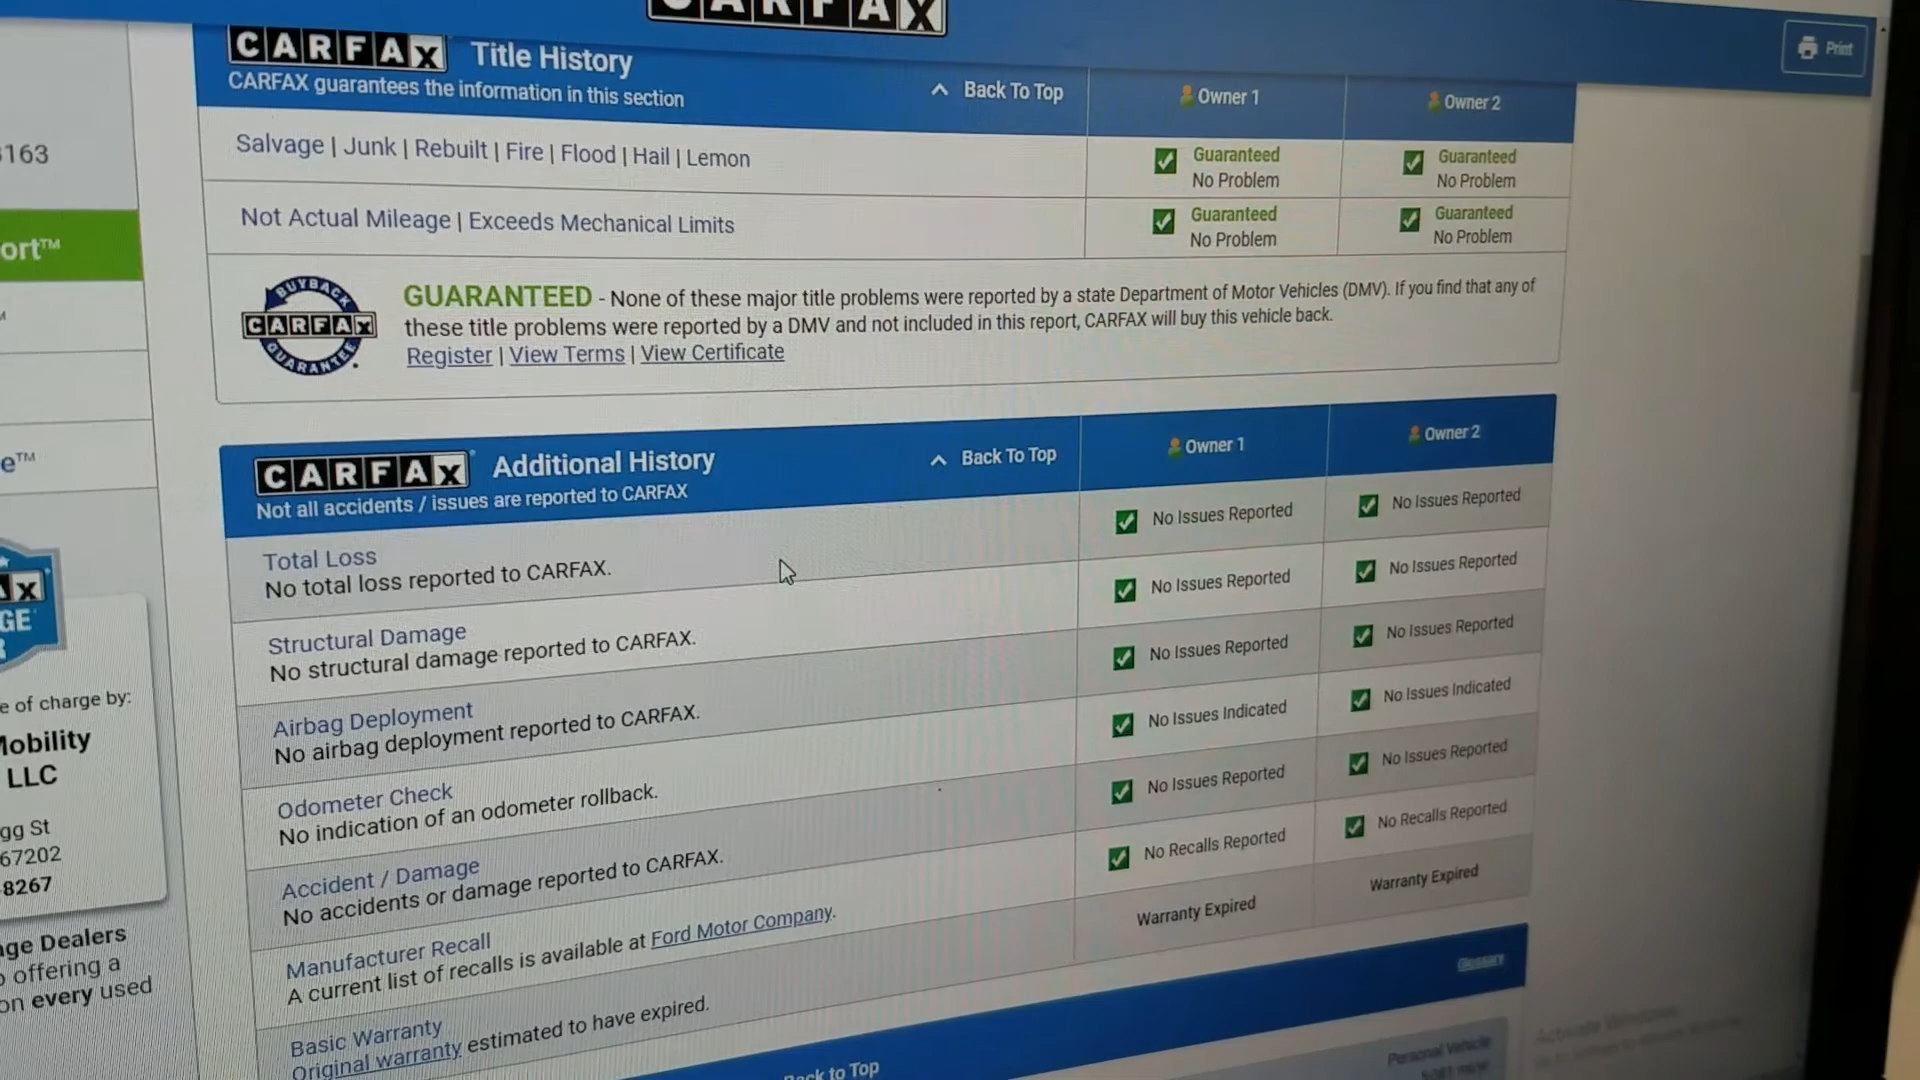 CARFAX
Print
CARFAX Title History
CARFAX guarantees the information in this section
Back To Top
Owner 1
Owner 2
Salvage | Junk | Rebuilt | Fire | Flood | Hail | Lemon
Guaranteed
No Problem
Guaranteed
No Problem
Not Actual Mileage | Exceeds Mechanical Limits
Guaranteed
No Problem
Guaranteed
No Problem
BUYBACK
CARFAX
GUARANTEE
GUARANTEED - None of these major title problems were reported by a state Department of Motor Vehicles (DMV). If you find that any of
these title problems were reported by a DMV and not included in this report, CARFAX will buy this vehicle back.
Register | View Terms | View Certificate
CARFAX Additional History
Not all accidents / issues are reported to CARFAX
Back To Top
Owner 1
Owner 2
Total Loss
No total loss reported to CARFAX.
No Issues Reported
No Issues Reported
Structural Damage
No structural damage reported to CARFAX.
No Issues Reported
No Issues Reported
Airbag Deployment
No airbag deployment reported to CARFAX.
No Issues Reported
No Issues Reported
Odometer Check
No indication of an odometer rollback.
No Issues Indicated
No Issues Indicated
Accident / Damage
No accidents or damage reported to CARFAX.
No Issues Reported
No Issues Reported
Manufacturer Recall
A current list of recalls is available at Ford Motor Company.
No Recalls Reported
No Recalls Reported
Basic Warranty
Original warranty estimated to have expired.
Warranty Expired
Warranty Expired
Glossary
Back to Top
Personal Vehicle
Activate Windows
163
ort™
e™
AX
GE
e of charge by:
Mobility
LLC
gg St
67202
8267
age Dealers
o offering a
on every used